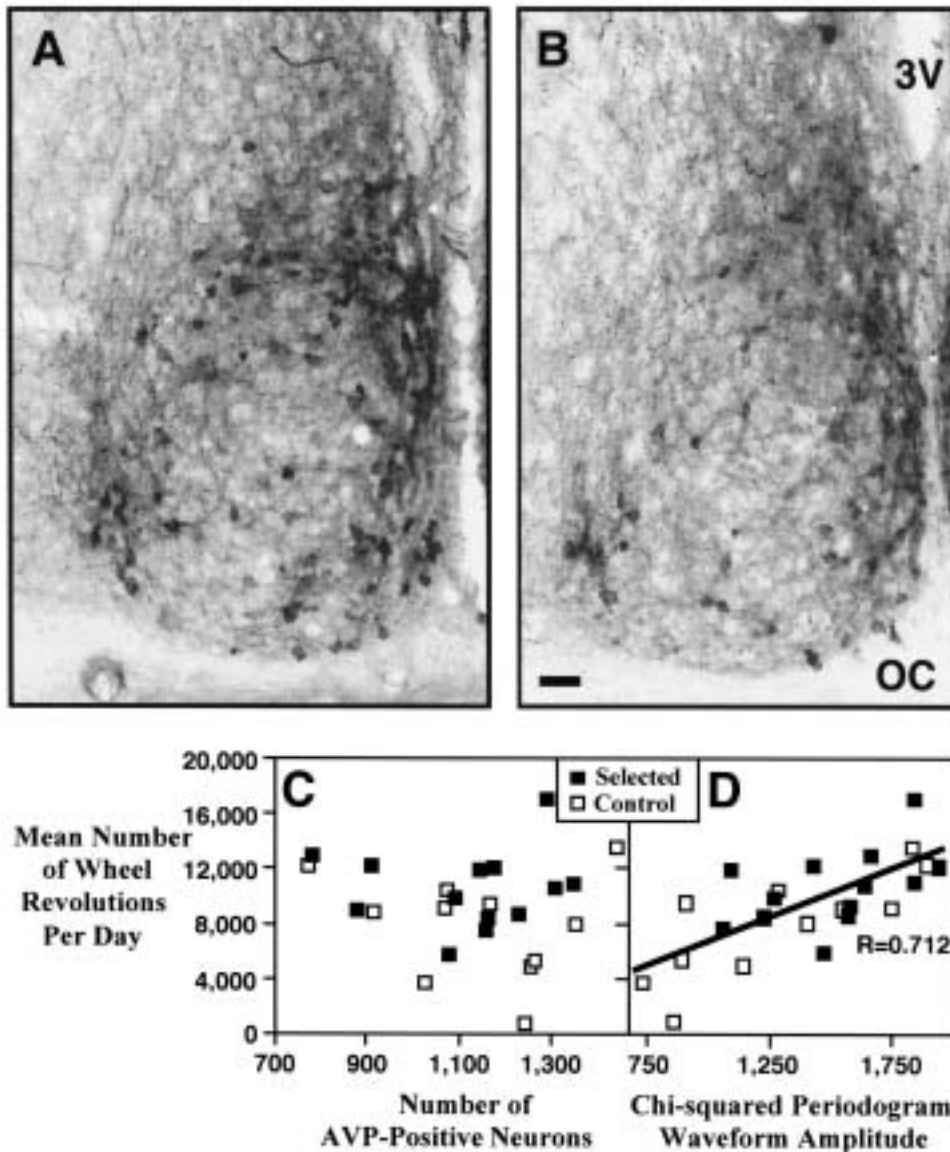 A
B
3V
OC
20,000
16,000
12,000
8,000
4,000
0
Mean Number
of Wheel
Revolutions
Per Day
C
Selected
Control
D
R=0.712
700
900
1,100
1,300
750
1,250
1,750
Number of
AVP-Positive Neurons
Chi-squared Periodogram
Waveform Amplitude